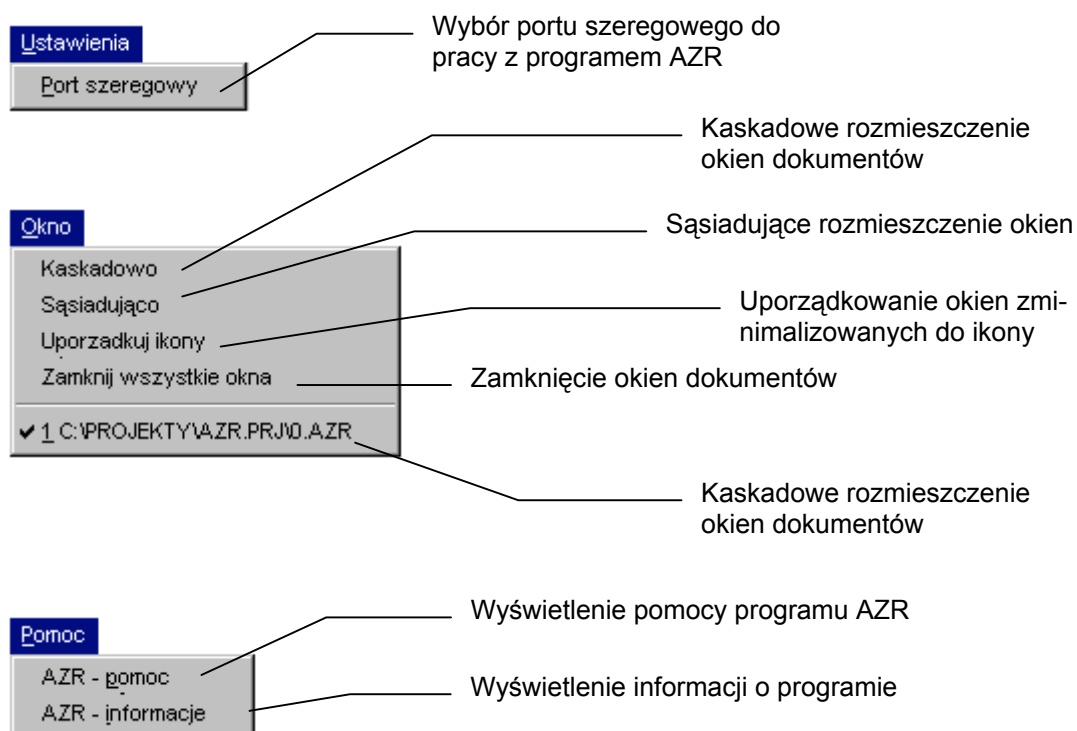 Ustawienia
Port szeregowy
Wybór portu szeregowego do
pracy z programem AZR
Kaskadowe rozmieszczenie
okien dokumentów
Okno
Sąsiadujące rozmieszczenie okien
Kaskadowo
Sąsiadująco
Uporządkowanie okien zmi-
nimalizowanych do ikony
Uporzadkuj ikony
Zamknij wszystkie okna
Zamknięcie okien dokumentów
✔ 1 C:\PROJEKTY\AZR.PRJ\0.AZR
Kaskadowe rozmieszczenie
okien dokumentów
Pomoc
Wyświetlenie pomocy programu AZR
AZR - pomoc
Wyświetlenie informacji o programie
AZR - informacje